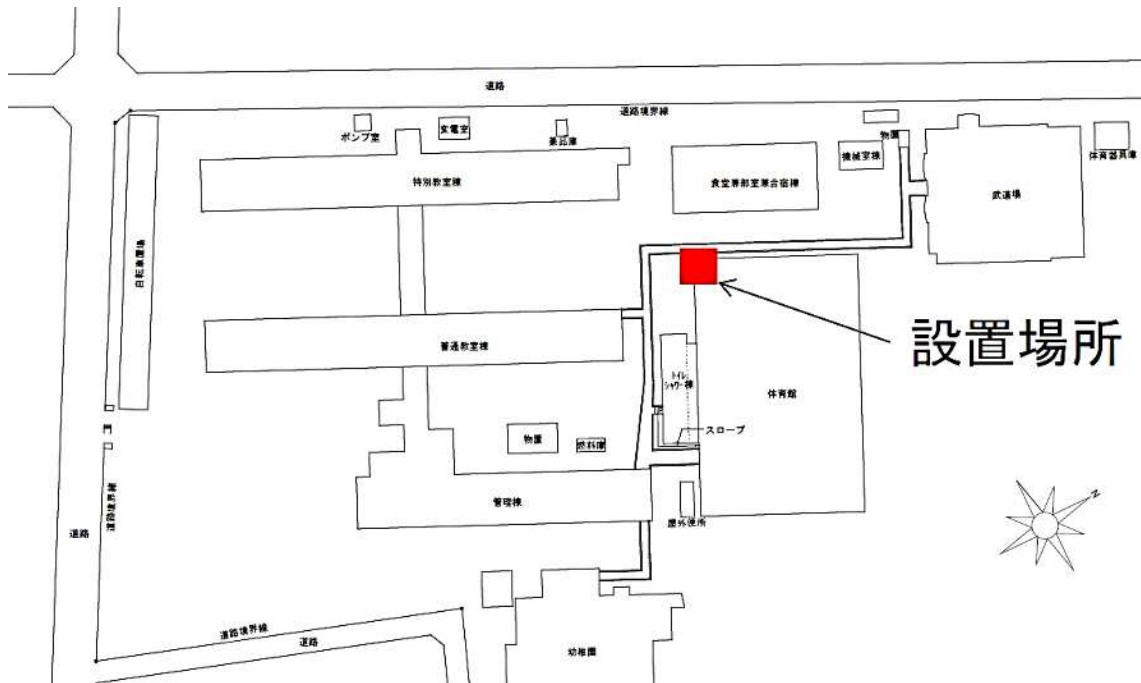 道路
道路境界線
ポンプ室
変電室
薬品庫
物置
機械室棟
体育器具庫
特別教室棟
食堂兼部室兼合宿棟
武道場
自転車置場
設置場所
普通教室棟
トイレ
シャワー棟
体育館
スロープ
門
物置
燃料庫
道路境界線
管理棟
屋外便所
N
道路
道路境界線
道路
幼稚園